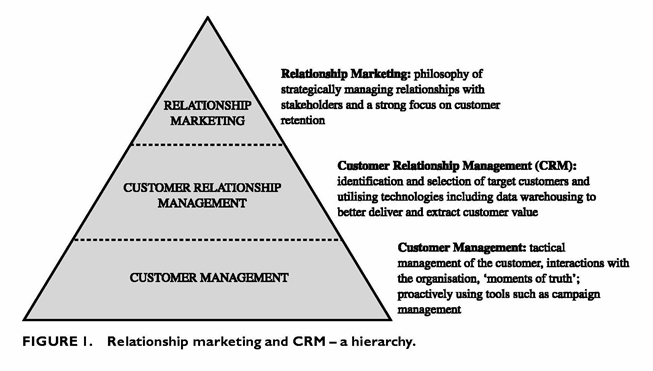 RELATIONSHIP
MARKETING
Relationship Marketing: philosophy of
strategically managing relationships with
stakeholders and a strong focus on customer
retention
CUSTOMER RELATIONSHIP
MANAGEMENT
Customer Relationship Management (CRM):
identification and selection of target customers and
utilising technologies including data warehousing to
better deliver and extract customer value
CUSTOMER MANAGEMENT
Customer Management: tactical
management of the customer, interactions with
the organisation, ‘moments of truth’;
proactively using tools such as campaign
management
FIGURE 1. Relationship marketing and CRM – a hierarchy.